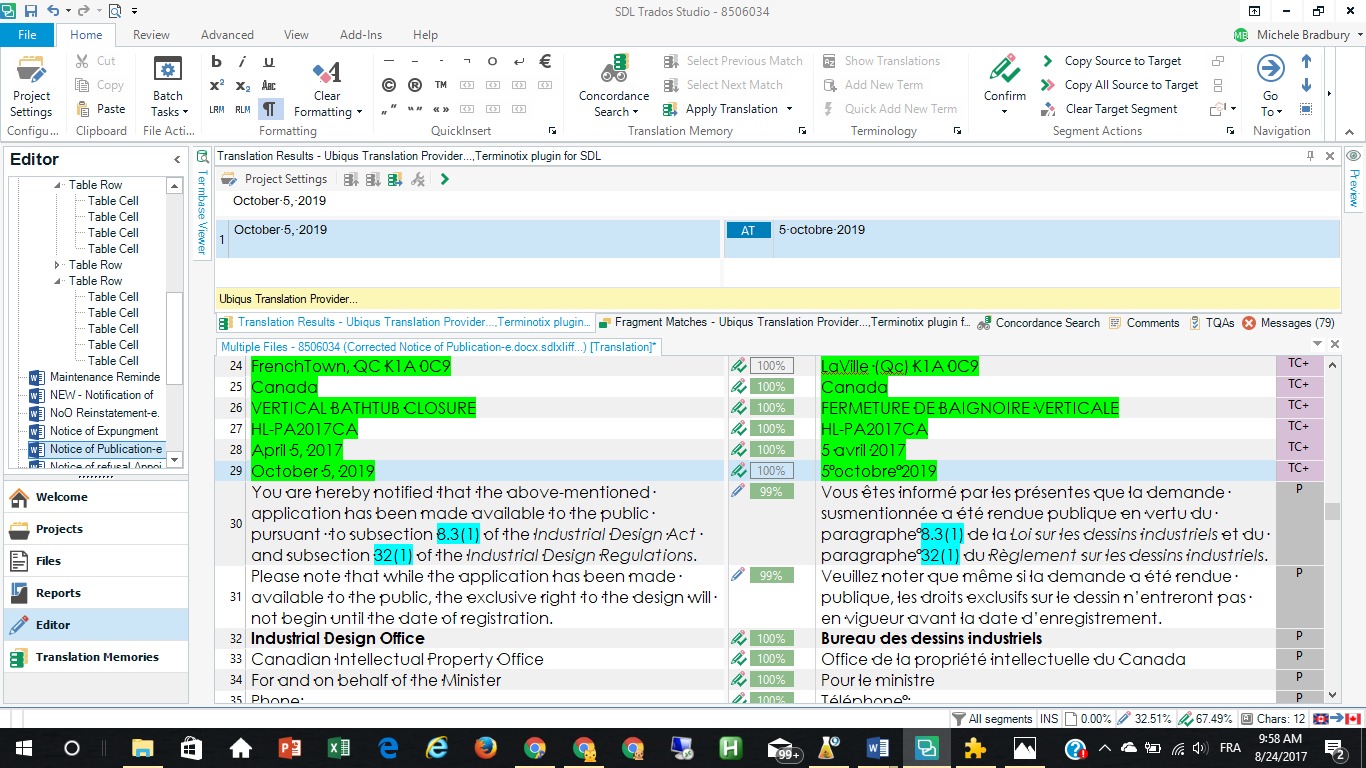 SDL Trados Studio - 8506034
File Home Review Advanced View Add-Ins Help
MB Michele Bradbury
Project Settings
Cut
Copy
Paste
Batch Tasks
b i u
x² x₂ Aa
LRM RLM ¶
Clear Formatting
© ® TM
€
Concordance Search
Select Previous Match
Select Next Match
Apply Translation
Show Translations
Add New Term
Quick Add New Term
Confirm
Copy Source to Target
Copy All Source to Target
Clear Target Segment
Go To
Configu... Clipboard File Acti... Formatting QuickInsert Translation Memory Terminology Segment Actions Navigation
Editor
Table Row
Table Cell
Table Cell
Table Cell
Table Cell
Table Row
Table Row
Table Cell
Table Cell
Table Cell
Table Cell
Table Cell
Maintenance Reminde
NEW - Notification of
NoO Reinstatement-e.
Notice of Expungment
Notice of Publication-e
Notice of refusal Appoi
Welcome
Projects
Files
Reports
Editor
Translation Memories
Termbase Viewer
Translation Results - Ubiqus Translation Provider...,Terminotix plugin for SDL
Project Settings
October·5,·2019
1 October·5,·2019 AT 5·octobre·2019
Ubiqus Translation Provider...
Preview
Translation Results - Ubiqus Translation Provider...,Terminotix plugin... Fragment Matches - Ubiqus Translation Provider...,Terminotix plugin f... Concordance Search Comments TQAs Messages (79)
Multiple Files - 8506034 (Corrected Notice of Publication-e.docx.sdlxliff...) [Translation]*
24 FrenchTown,·QC·K1A·0C9 100% LaVille·(Qc)·K1A·0C9 TC+
25 Canada 100% Canada TC+
26 VERTICAL·BATHTUB·CLOSURE 100% FERMETURE·DE·BAIGNOIRE·VERTICALE TC+
27 HL-PA2017CA 100% HL-PA2017CA TC+
28 April·5,·2017 100% 5·avril·2017 TC+
29 October·5,·2019 100% 5°octobre°2019 TC+
30 You·are·hereby·notified·that·the·above-mentioned· 99% Vous·êtes·informé·par·les·présentes·que·la·demande· P
application·has·been·made·available·to·the·public· susmentionnée·a·été·rendue·publique·en·vertu·du·
pursuant··to·subsection·8.3(1)·of·the·Industrial·Design·Act· paragraphe°8.3(1)·de·la·Loi·sur·les·dessins·industriels·et·du·
and·subsection·32(1)·of·the·Industrial·Design·Regulations. paragraphe°32(1)·du·Règlement·sur·les·dessins·industriels.
31 Please·note·that·while·the·application·has·been·made· 99% Veuillez·noter·que·même·si·la·demande·a·été·rendue· P
available·to·the·public,·the·exclusive·right·to·the·design·will· publique,·les·droits·exclusifs·sur·le·dessin·n'entreront·pas·
not·begin·until·the·date·of·registration. en·vigueur·avant·la·date·d'enregistrement.
32 Industrial·Design·Office 100% Bureau·des·dessins·industriels P
33 Canadian·Intellectual·Property·Office 100% Office·de·la·propriété·intellectuelle·du·Canada P
34 For·and·on·behalf·of·the·Minister 100% Pour·le·ministre P
35 Phone: 100% Téléphone°: P
All segments INS 0.00% 32.51% 67.49% Chars: 12
99+
FRA
9:58 AM
8/24/2017
2